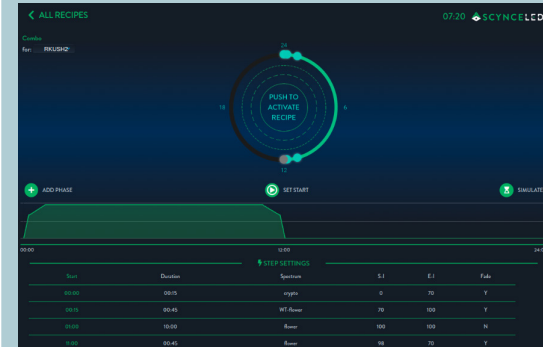 ALL RECIPES
07:20 SCYNCELED
Combo
For: RKUSH2
24
18
PUSH TO
ACTIVATE
RECIPE
6
12
ADD PHASE
SET START
SIMULATE
00:00 12:00 24:0
STEP SETTINGS
Start Duration Spectrum S-I E-I Fade
00:00 00:15 crypto 0 70 Y
00:15 00:45 WT-flower 70 100 Y
01:00 10:00 flower 100 100 N
11:00 00:45 flower 98 70 Y